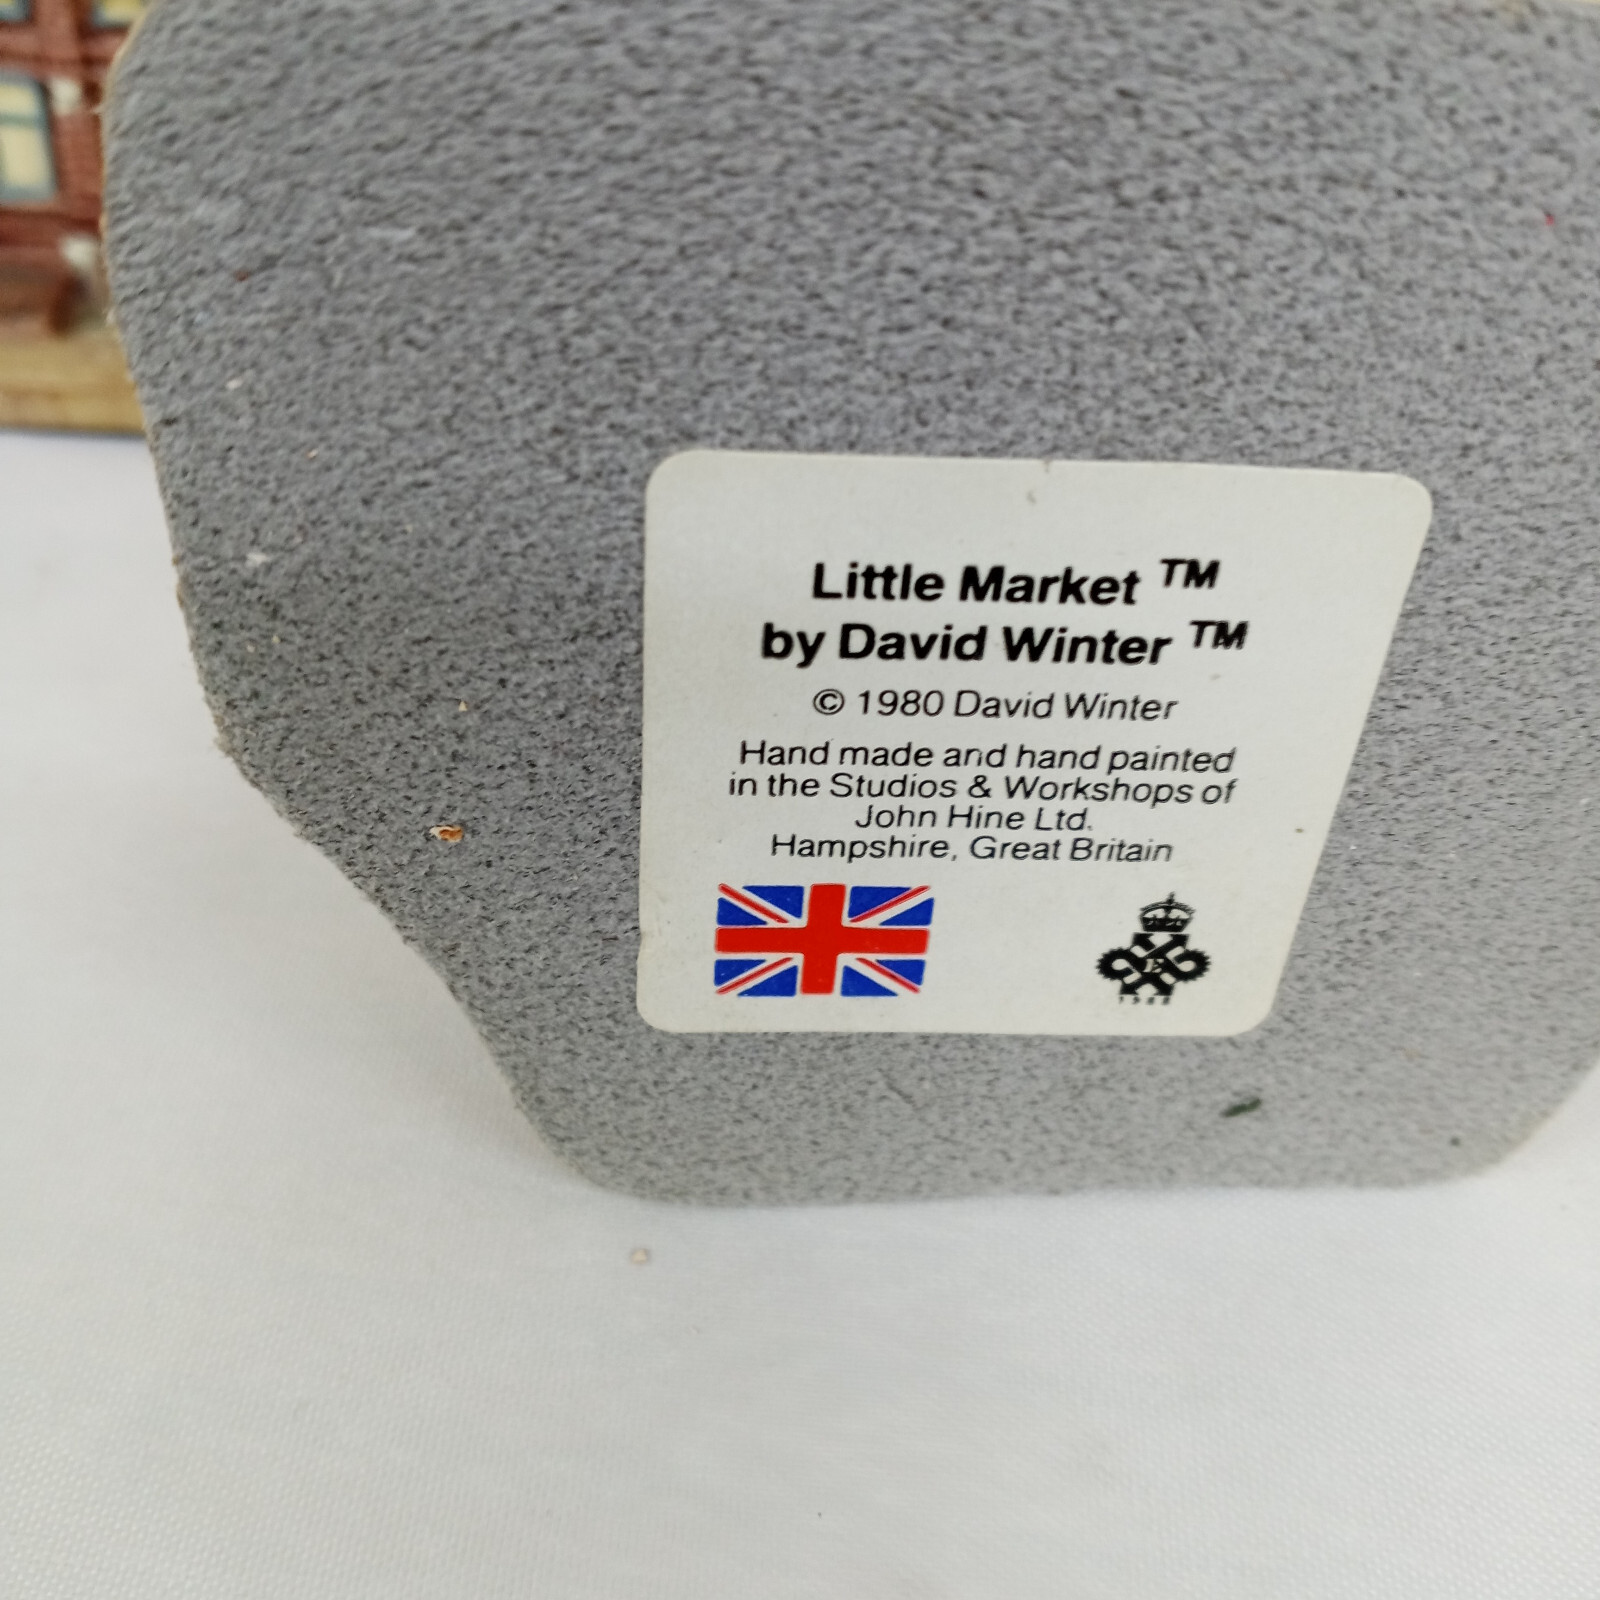 Little Market ™
by David Winter ™
© 1980 David Winter
Hand made and hand painted
in the Studios & Workshops of
John Hine Ltd.
Hampshire, Great Britain